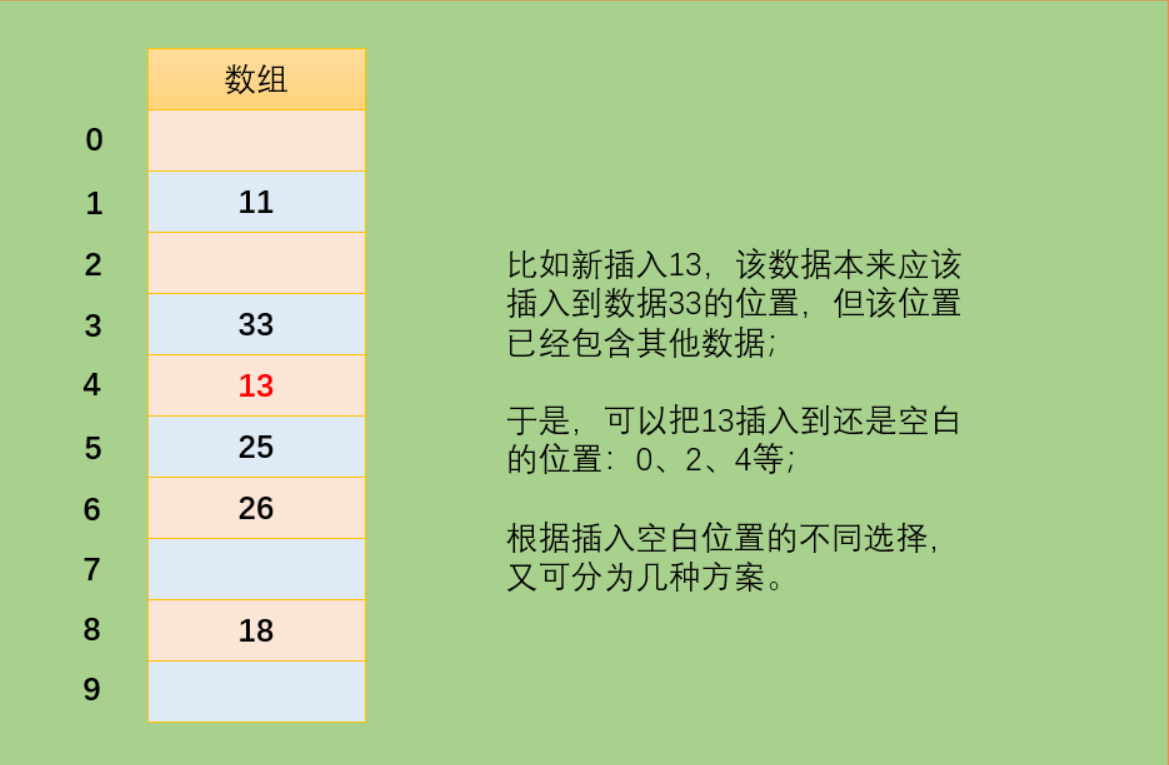 数组
0
1 11
2
3 33
4 13
5 25
6 26
7
8 18
9
比如新插入13，该数据本来应该
插入到数据33的位置，但该位置
已经包含其他数据；
于是，可以把13插入到还是空白
的位置：0、2、4等；
根据插入空白位置的不同选择，
又可分为几种方案。